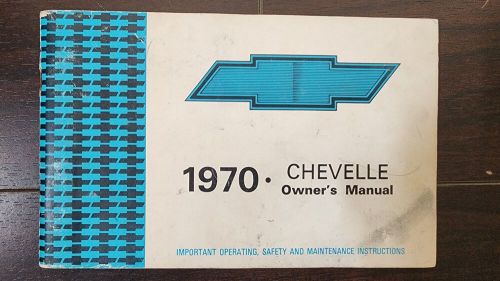 1970 • CHEVELLE
Owner's Manual
IMPORTANT OPERATING, SAFETY AND MAINTENANCE INSTRUCTIONS